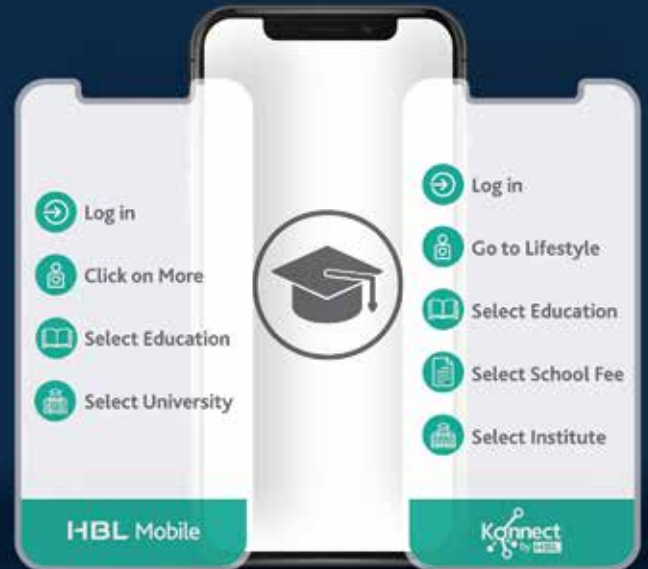 Log in
Click on More
Select Education
Select University
HBL Mobile
Log in
Go to Lifestyle
Select Education
Select School Fee
Select Institute
Konnect
by HBL